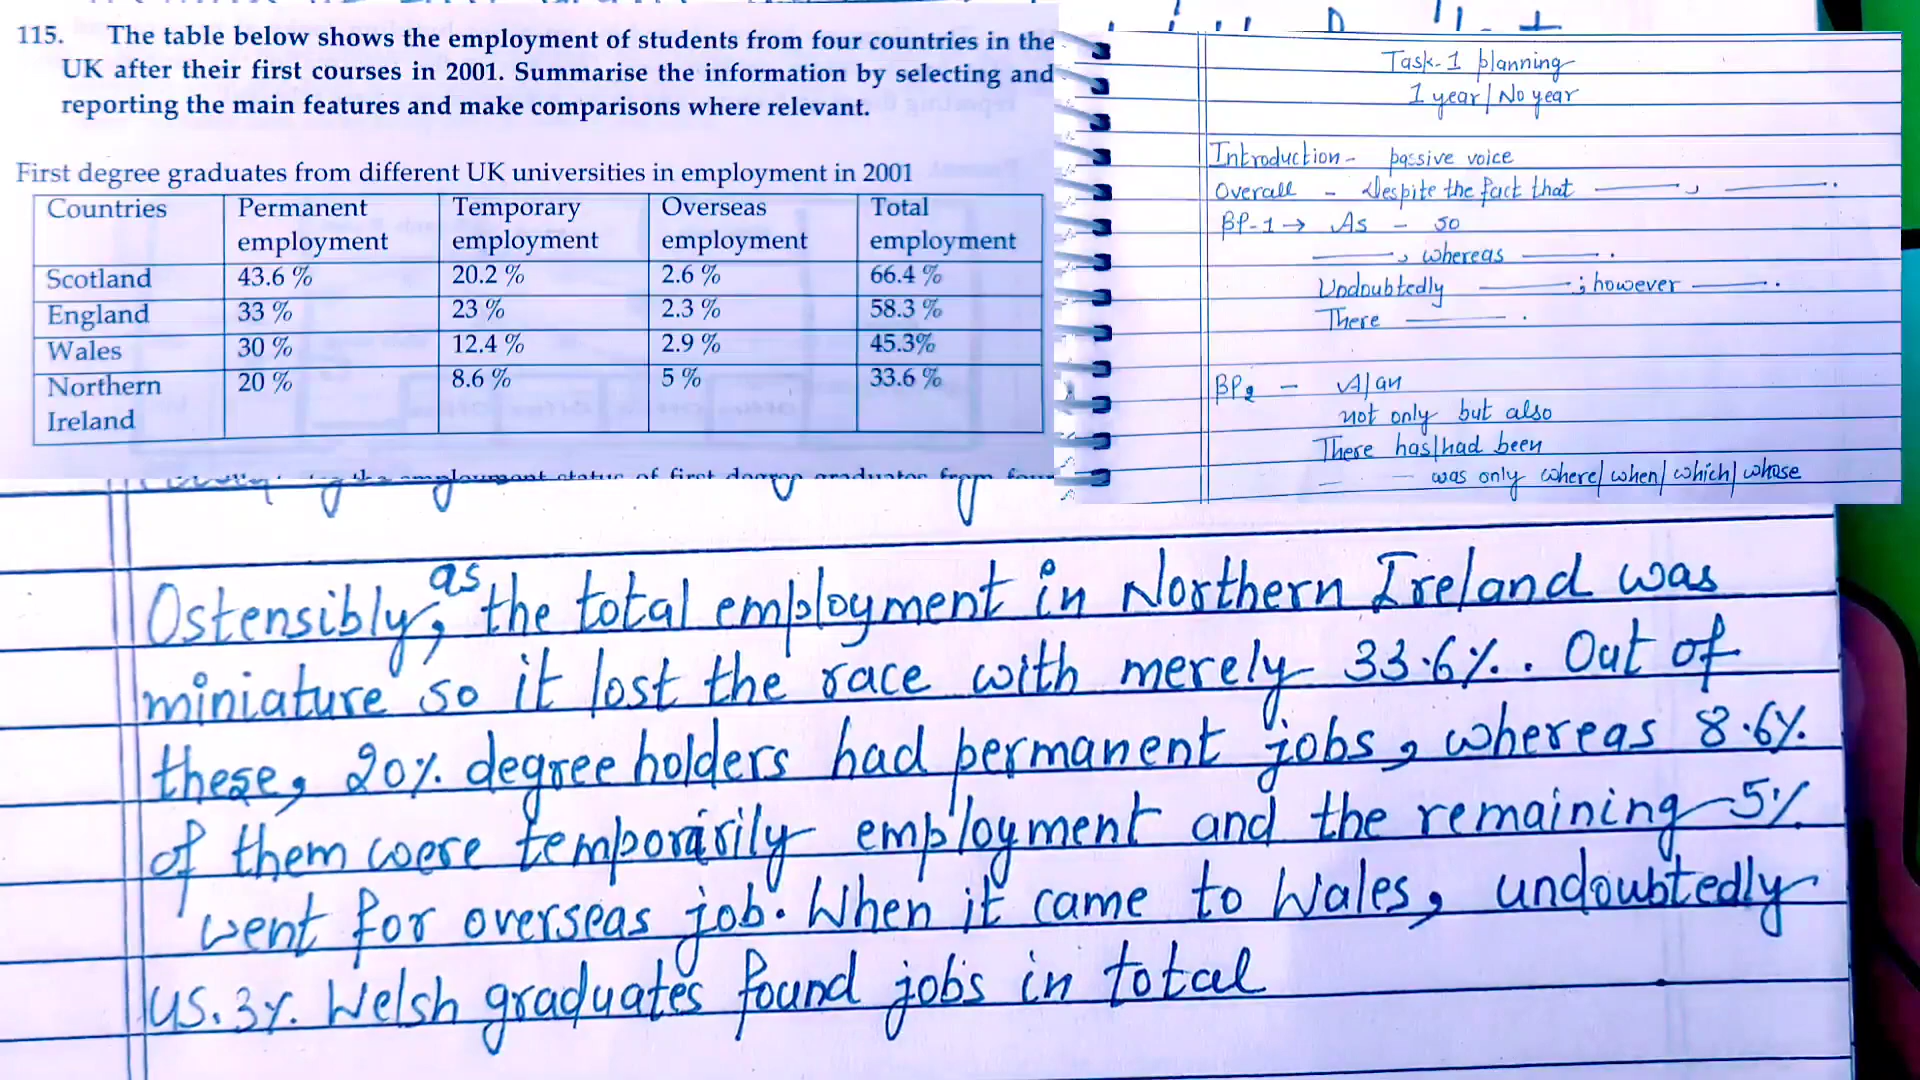 115. The table below shows the employment of students from four countries in the
UK after their first courses in 2001. Summarise the information by selecting and
reporting the main features and make comparisons where relevant.
First degree graduates from different UK universities in employment in 2001
Countries Permanent employment Temporary employment Overseas employment Total employment
Scotland 43.6 % 20.2 % 2.6 % 66.4 %
England 33 % 23 % 2.3 % 58.3 %
Wales 30 % 12.4 % 2.9 % 45.3%
Northern Ireland 20 % 8.6 % 5 % 33.6 %
the employment status of first degree graduates from four
Task-1 planning
1 year/No year
Introduction - passive voice
Overall - despite the fact that ———, ———.
BP-1 → As - so
———, whereas ———.
Undoubtedly ———; however ———.
There ———.
BP2 - A/an
not only but also
There has/had been
— — was only where/ when/ which/ whose
Ostensibly, as the total employment in Northern Ireland was
miniature so it lost the race with merely 33.6%. Out of
these, 20% degree holders had permanent jobs, whereas 8.6%
of them were temporarily employment and the remaining 5%
went for overseas job. When it came to Wales, undoubtedly
45.3% Welsh graduates found jobs in total